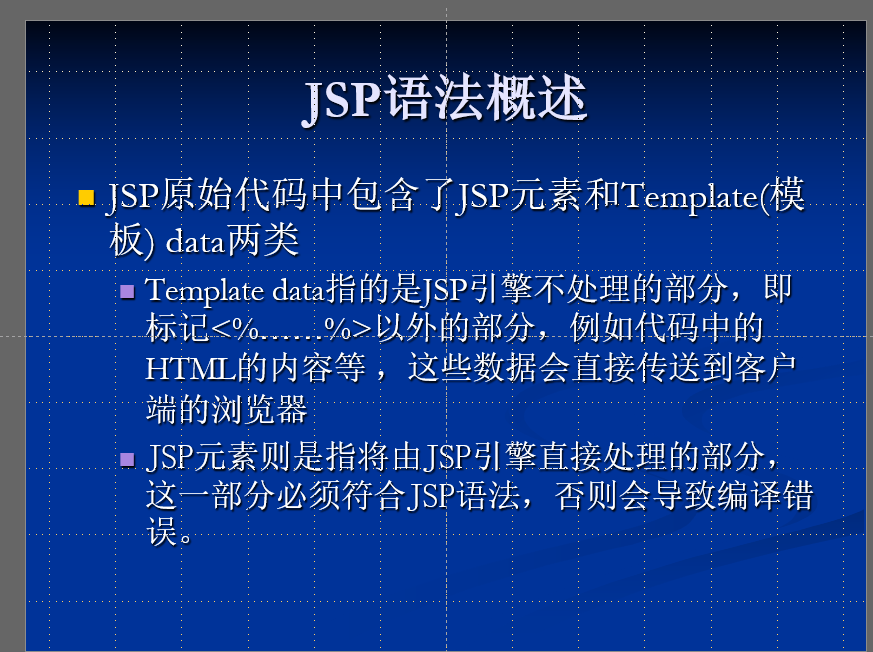 JSP语法概述
JSP原始代码中包含了JSP元素和Template(模
板) data两类
Template data指的是JSP引擎不处理的部分，即
标记<%……%>以外的部分，例如代码中的
HTML的内容等 ，这些数据会直接传送到客户
端的浏览器
JSP元素则是指将由JSP引擎直接处理的部分，
这一部分必须符合JSP语法，否则会导致编译错
误。